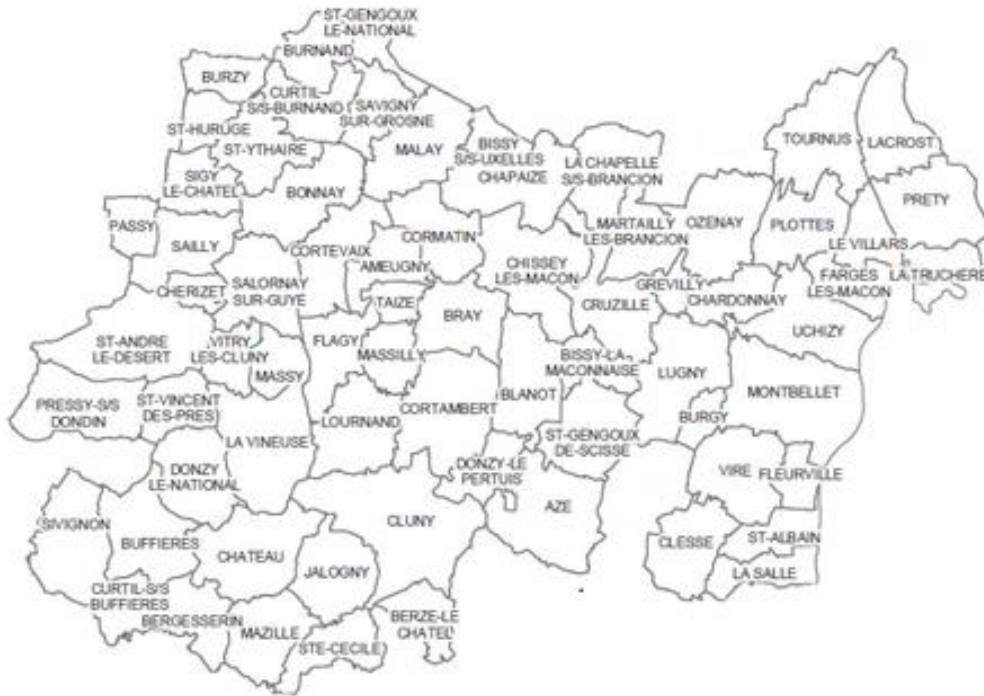 ST-GENGOUX
LE-NATIONAL
BURNAND
BURZY
CURTIL
S/S-BURNAND
SAVIGNY
SUR-GROSNE
ST-HURUGE
ST-YTHAIRE
MALAY
BISSY
S/S-UXELLES
CHAPAIZE
LA CHAPELLE
S/S-BRANCION
TOURNUS
LACROST
SIGY
LE-CHATEL
BONNAY
PRETY
PASSY
SAILLY
CORTEVAIX
CORMATIN
MARTAILLY
LES-BRANCION
OZENAY
PLOTTES
LE VILLARS
CHERIZET
SALORNAY
SUR-GUYE
AMEUGNY
CHISSEY
LES-MACON
GREVILLY
CHARDONNAY
FARGES
LES-MACON
LA TRUCHERE
TAIZE
BRAY
CRUZILLE
UCHIZY
ST-ANDRE
LE-DESERT
VITRY
LES-CLUNY
FLAGY
MASSILLY
MASSY
BLANOT
BISSY-LA
MACONNAISE
LUGNY
MONTBELLET
PRESSY-S/S
DONDIN
ST-VINCENT
DES-PRES
LOURNAND
CORTAMBERT
BURGY
LA VINEUSE
ST-GENGOUX
DE-SCISSE
DONZY
LE-NATIONAL
DONZY-LE
PERTUIS
VIRE
FLEURVILLE
SIVIGNON
BUFFIERES
CLUNY
AZE
CHATEAU
JALOGNY
CLESSE
ST-ALBAIN
LA SALLE
CURTIL-S/S
BUFFIERES
BERGESSERIN
MAZILLE
STE-CECILE
BERZE-LE
CHATEL